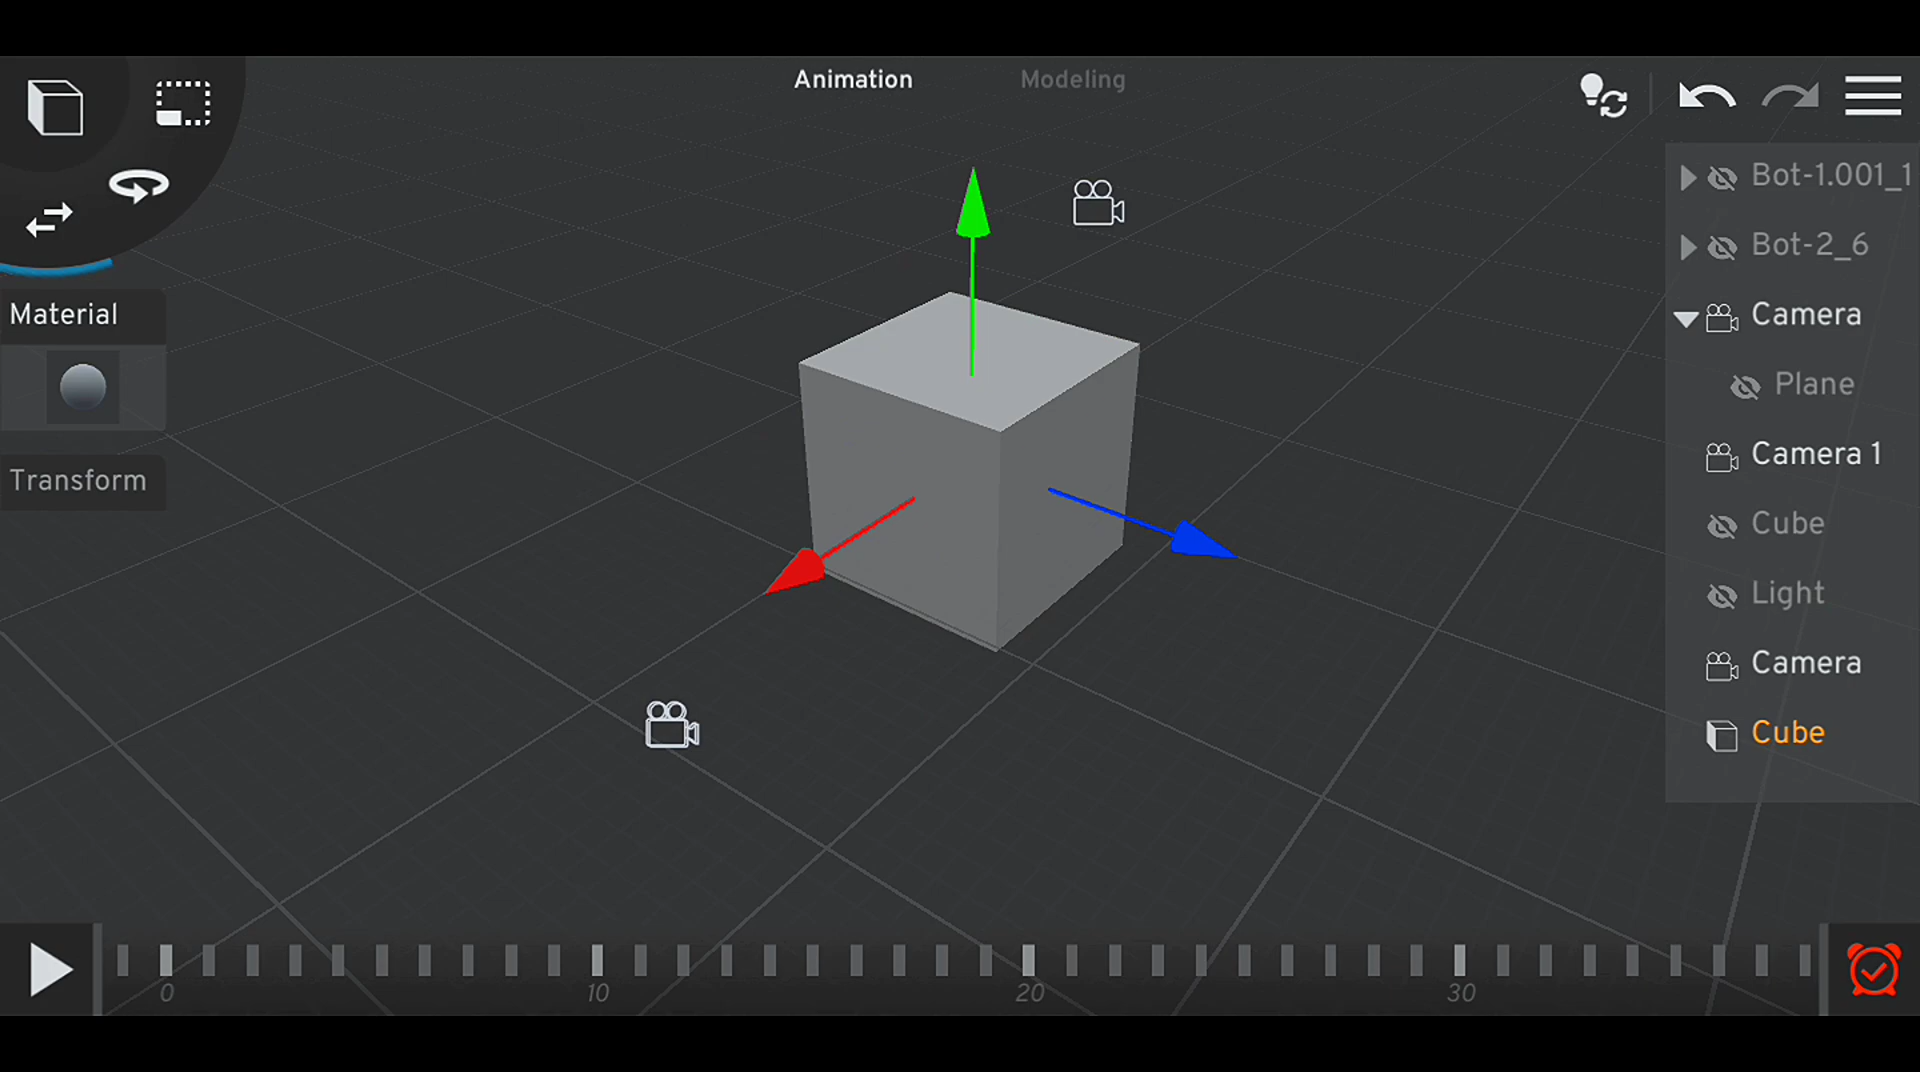 Animation
Modeling
Material
Transform
Bot-1.001_1
Bot-2_6
Camera
Plane
Camera 1
Cube
Light
Camera
Cube
0
10
20
30